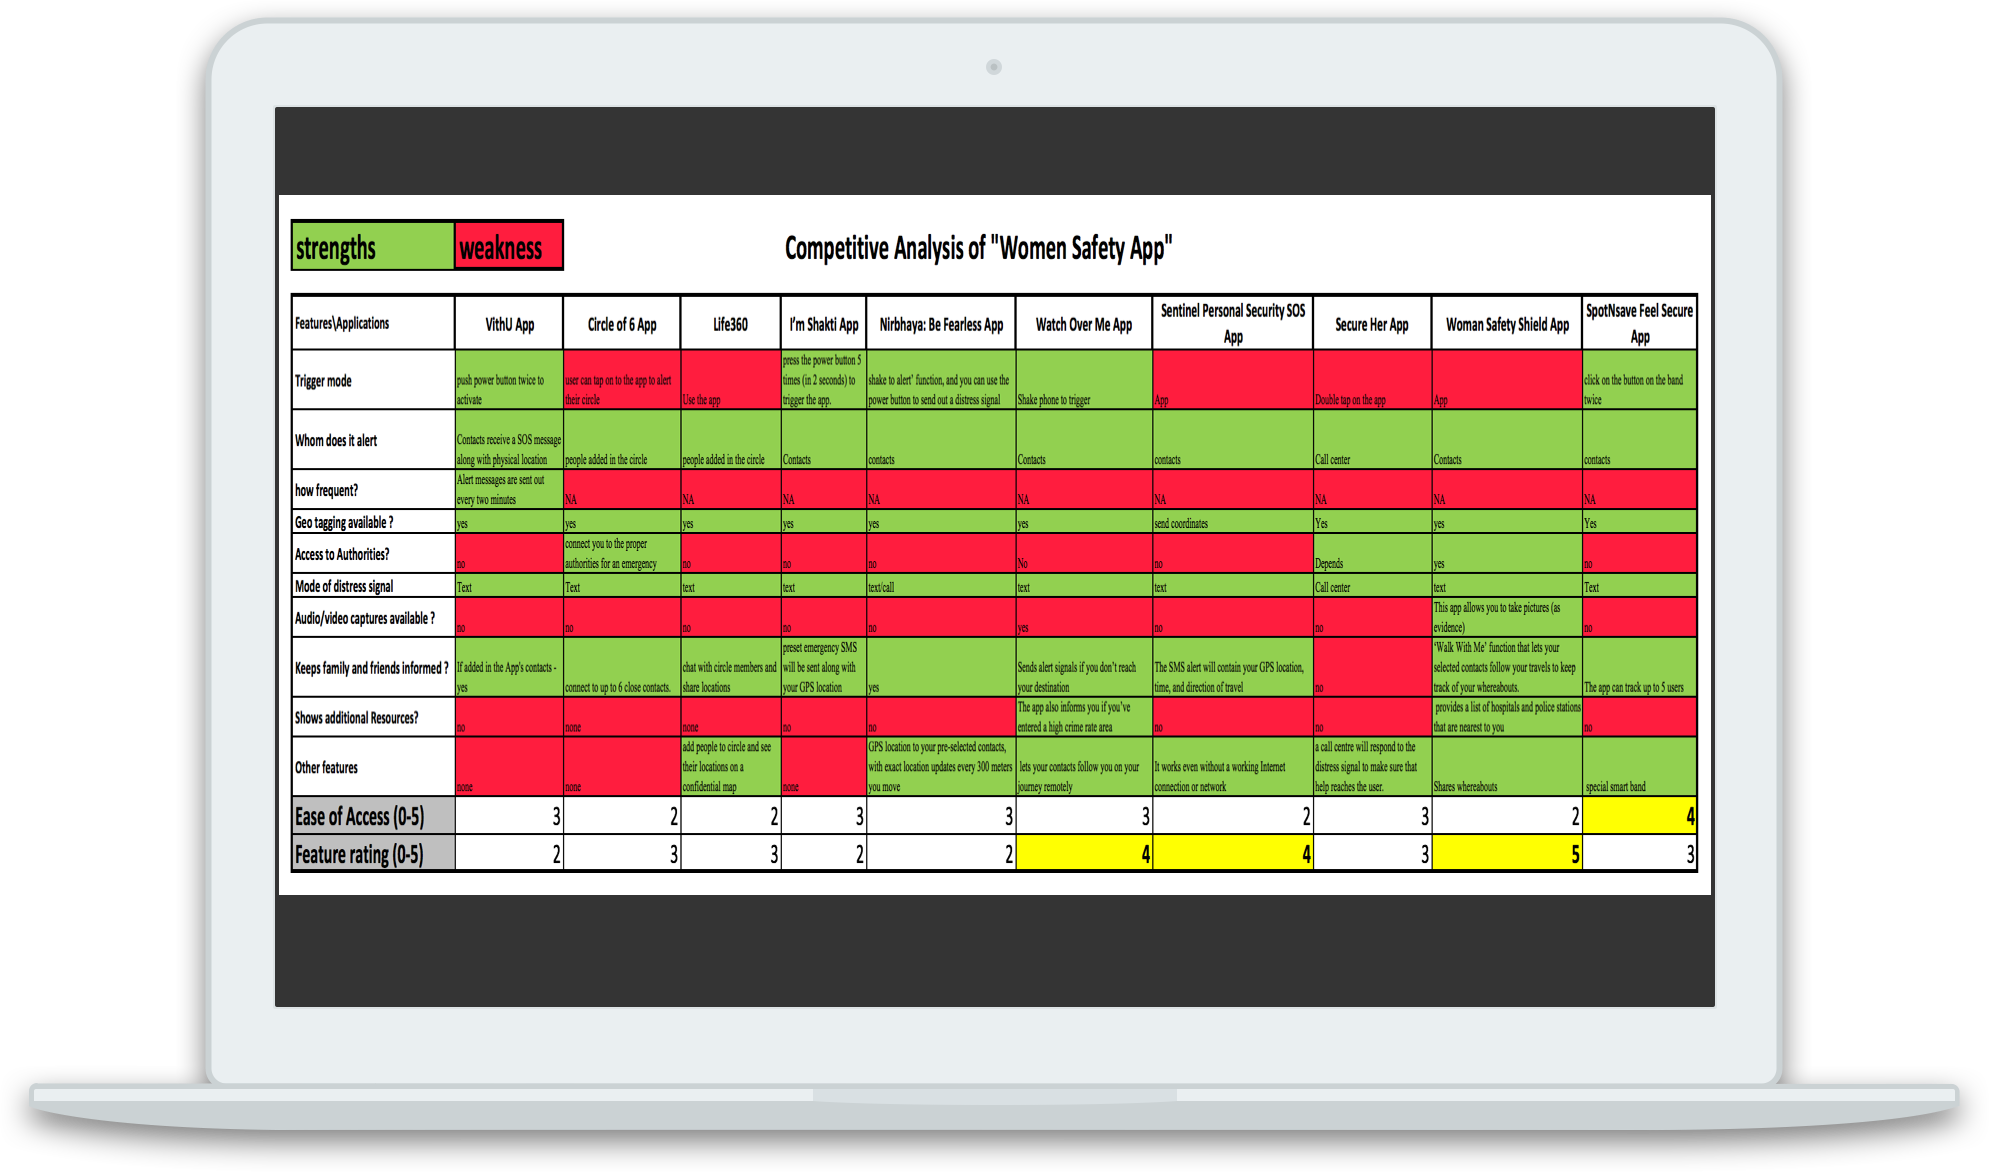 strengths weakness Competitive Analysis of "Women Safety App"
Features\Applications VithU App Circle of 6 App Life360 I'm Shakti App Nirbhaya: Be Fearless App Watch Over Me App Sentinel Personal Security SOS App Secure Her App Woman Safety Shield App SpotNsave Feel Secure App
Trigger mode push power button twice to activate user can tap on to the app to alert their circle Use the app press the power button 5 times (in 2 seconds) to trigger the app. shake to alert' function, and you can use the power button to send out a distress signal Shake phone to trigger App Double tap on the app App click on the button on the band twice
Whom does it alert Contacts receive a SOS message along with physical location people added in the circle people added in the circle Contacts contacts Contacts contacts Call center Contacts contacts
how frequent? Alert messages are sent out every two minutes NA NA NA NA NA NA NA NA NA
Geo tagging available ? yes yes yes yes yes yes send coordinates Yes yes Yes
Access to Authorities? no connect you to the proper authorities for an emergency no no no No no Depends yes no
Mode of distress signal Text Text text text text/call text text Call center text Text
Audio/video captures available ? no no no no no yes no no This app allows you to take pictures (as evidence) no
Keeps family and friends informed ? If added in the App's contacts - yes connect to up to 6 close contacts. chat with circle members and share locations preset emergency SMS will be sent along with your GPS location yes Sends alert signals if you don't reach your destination The SMS alert will contain your GPS location, time, and direction of travel no 'Walk With Me' function that lets your selected contacts follow your travels to keep track of your whereabouts. The app can track up to 5 users
Shows additional Resources? no none none no no The app also informs you if you've entered a high crime rate area no no provides a list of hospitals and police stations that are nearest to you no
Other features none none add people to circle and see their locations on a confidential map none GPS location to your pre-selected contacts, with exact location updates every 300 meters you move lets your contacts follow you on your journey remotely It works even without a working Internet connection or network a call centre will respond to the distress signal to make sure that help reaches the user. Shares whereabouts special smart band
Ease of Access (0-5) 3 2 2 3 3 3 2 3 2 4
Feature rating (0-5) 2 3 3 2 2 4 4 3 5 3